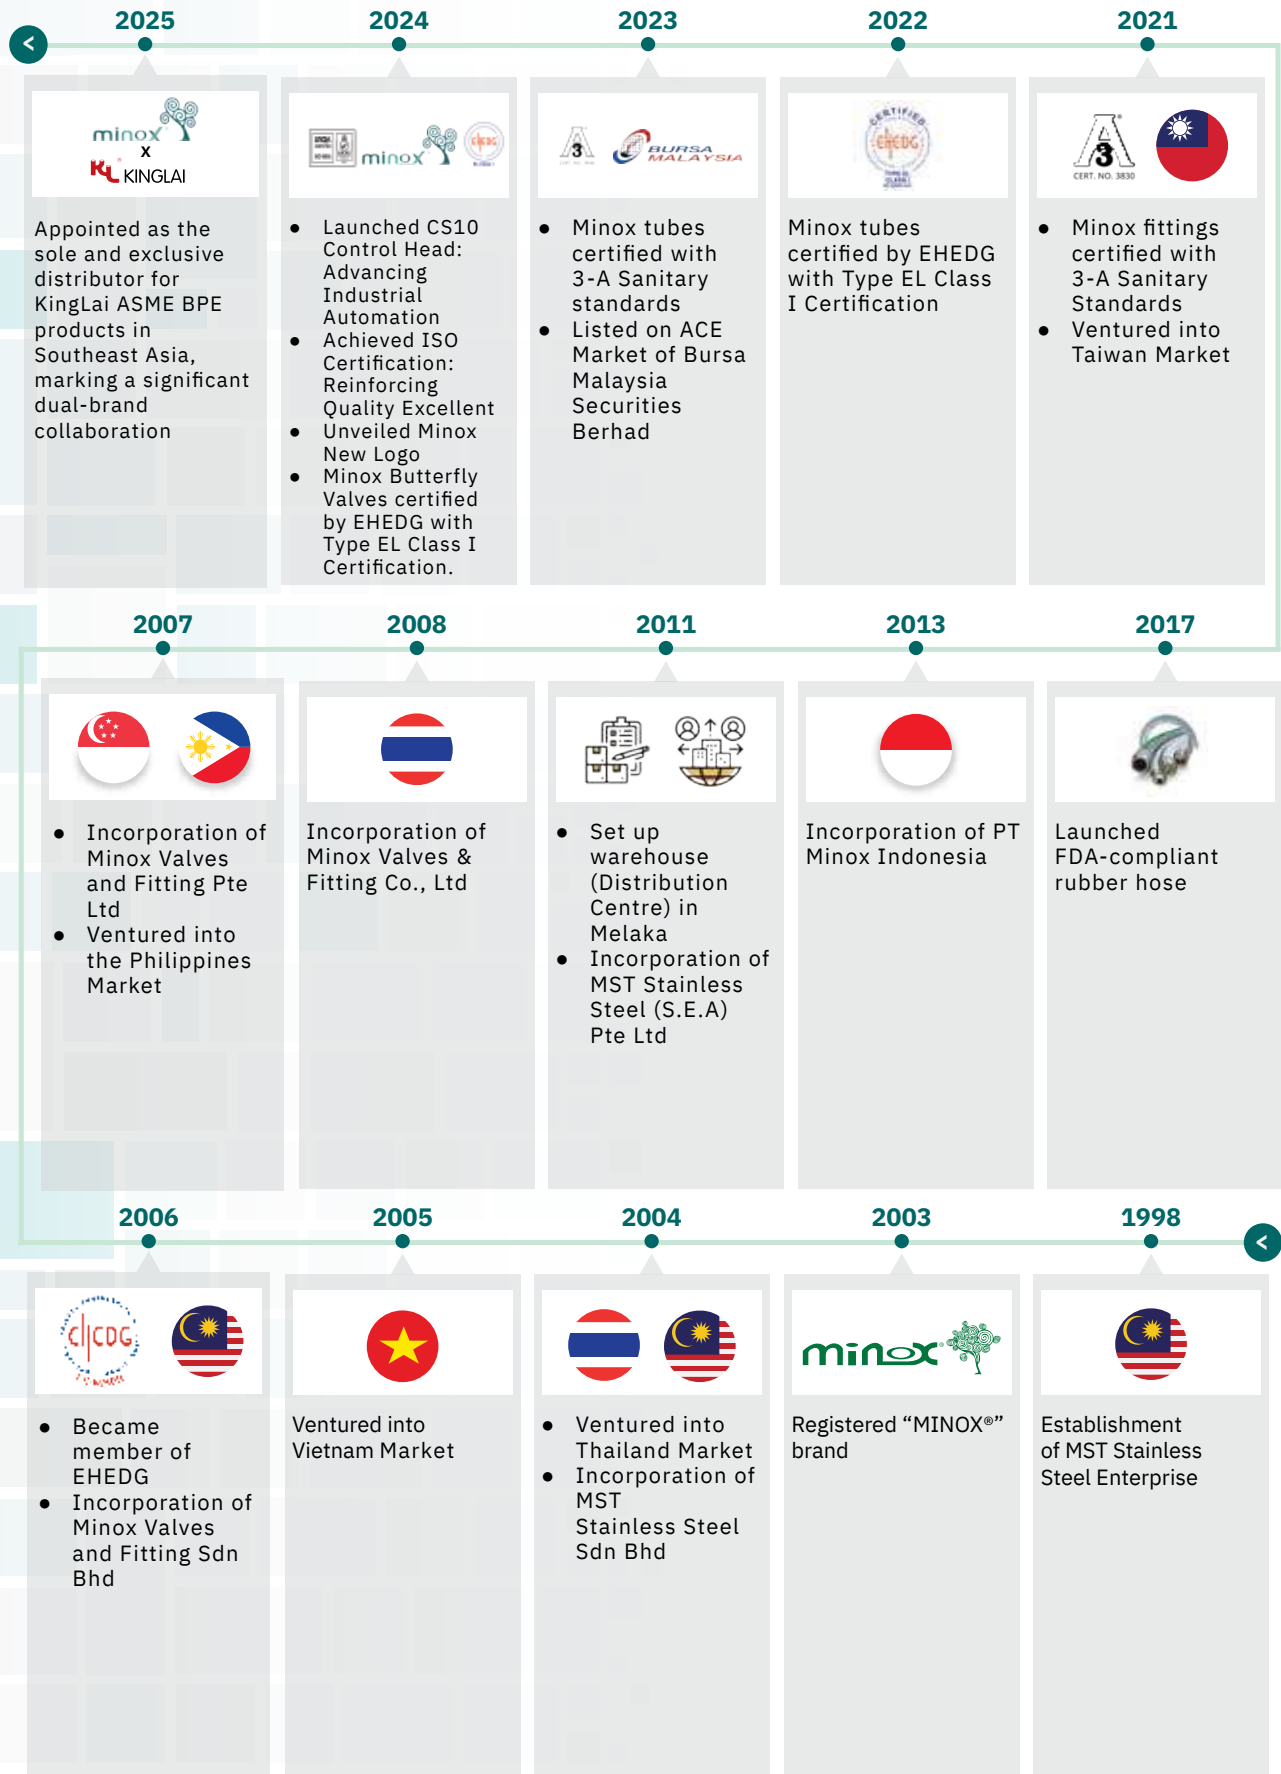 2025
2024
2023
2022
2021
<
minox
x
KL KINGLAI
Appointed as the
sole and exclusive
distributor for
KingLai ASME BPE
products in
Southeast Asia,
marking a significant
dual-brand
collaboration
minox
● Launched CS10
Control Head:
Advancing
Industrial
Automation
● Achieved ISO
Certification:
Reinforcing
Quality Excellent
● Unveiled Minox
New Logo
● Minox Butterfly
Valves certified
by EHEDG with
Type EL Class I
Certification.
3
BURSA
MALAYSIA
● Minox tubes
certified with
3-A Sanitary
standards
● Listed on ACE
Market of Bursa
Malaysia
Securities
Berhad
CERTIFIED
EHEDG
Minox tubes
certified by EHEDG
with Type EL Class
I Certification
A
3
CERT. NO. 3830
● Minox fittings
certified with
3-A Sanitary
Standards
● Ventured into
Taiwan Market
2007
2008
2011
2013
2017
● Incorporation of
Minox Valves
and Fitting Pte
Ltd
● Ventured into
the Philippines
Market
Incorporation of
Minox Valves &
Fitting Co., Ltd
● Set up
warehouse
(Distribution
Centre) in
Melaka
● Incorporation of
MST Stainless
Steel (S.E.A)
Pte Ltd
Incorporation of PT
Minox Indonesia
Launched
FDA-compliant
rubber hose
2006
2005
2004
2003
1998
<
● Became
member of
EHEDG
● Incorporation of
Minox Valves
and Fitting Sdn
Bhd
Ventured into
Vietnam Market
● Ventured into
Thailand Market
● Incorporation of
MST
Stainless Steel
Sdn Bhd
minox
Registered “MINOX®”
brand
Establishment
of MST Stainless
Steel Enterprise